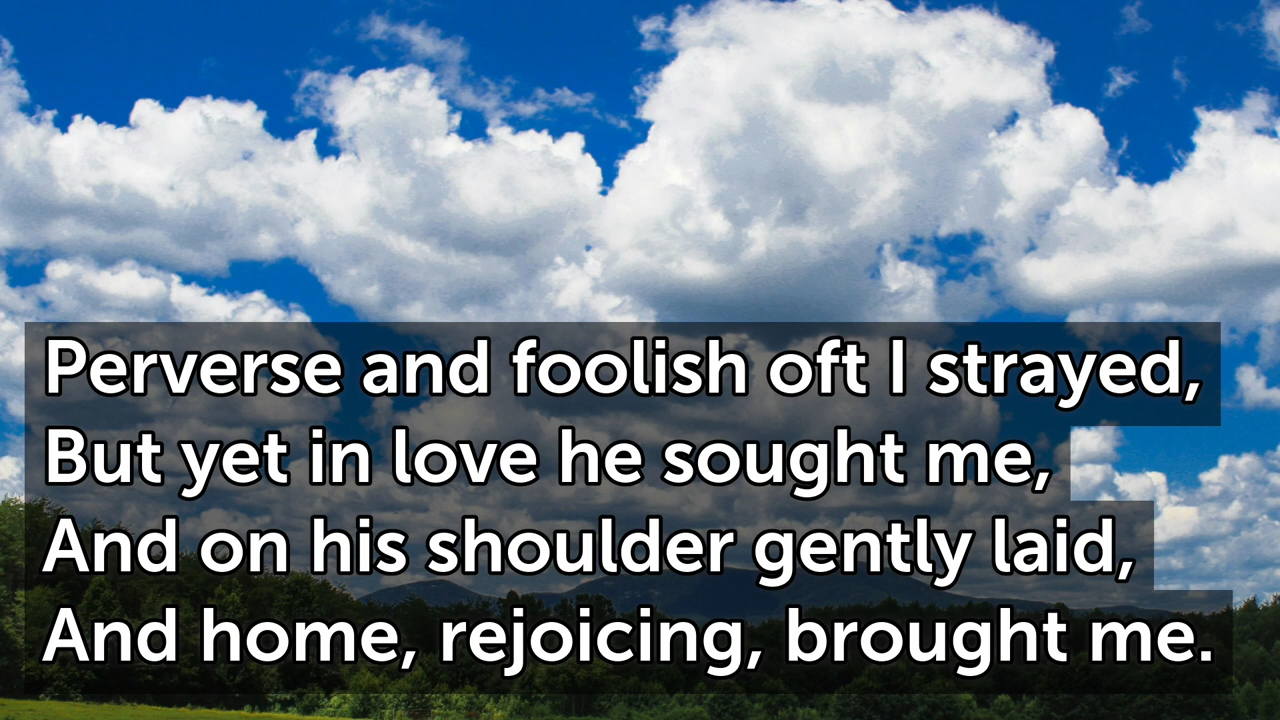 Perverse and foolish oft I strayed,
But yet in love he sought me,
And on his shoulder gently laid,
And home, rejoicing, brought me.